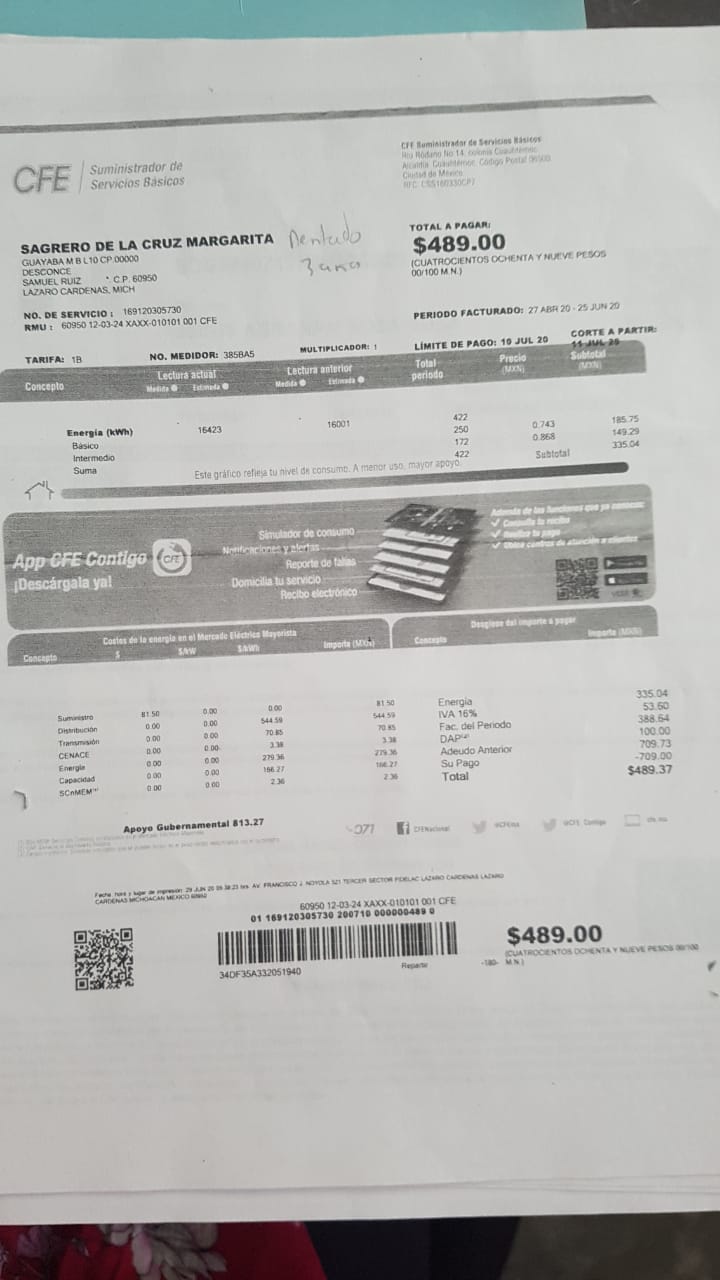 CFE
Suministrador de
Servicios Básicos
CFE Suministrador de Servicios Básicos
Río Ródano No 14, colonia Cuauhtémoc,
Alcaldía, Cuauhtémoc, Código Postal 06500
Ciudad de México
RFC: CSS160330CP7
SAGRERO DE LA CRUZ MARGARITA
Rentado
3 años
GUAYABA M B L10 CP.00000
DESCONCE
SAMUEL RUIZ C.P. 60950
LAZARO CARDENAS, MICH
TOTAL A PAGAR:
$489.00
(CUATROCIENTOS OCHENTA Y NUEVE PESOS
00/100 M.N.)
NO. DE SERVICIO : 169120305730
RMU : 60950 12-03-24 XAXX-010101 001 CFE
PERIODO FACTURADO: 27 ABR 20 - 25 JUN 20
TARIFA: 1B NO. MEDIDOR: 385BA5 MULTIPLICADOR: 1 LÍMITE DE PAGO: 10 JUL 20 CORTE A PARTIR:
11 JUL 20
Concepto Lectura actual Lectura anterior Total periodo Precio (MXN) Subtotal (MXN)
Medida Estimada Medida Estimada
Energía (kWh) 16423 16001 422
Básico 250 0.743 185.75
Intermedio 172 0.868 149.29
Suma 422 Subtotal 335.04
Este gráfico refleja tu nivel de consumo. A menor uso, mayor apoyo.
App CFE Contigo
CFE
¡Descárgala ya!
Simulador de consumo
Notificaciones y alertas
Reporte de fallas
Domicilia tu servicio
Recibo electrónico
Además de las funciones que ya conoces:
Consulta tu recibo
Realiza tu pago
Ubica centros de atención a clientes
Costos de la energía en el Mercado Eléctrico Mayorista
Concepto $ $/kW $/kWh Importe (MXN)
Desglose del importe a pagar
Concepto Importe (MXN)
Suministro 81.50 0.00 0.00 81.50
Distribución 0.00 0.00 544.59 544.59
Transmisión 0.00 0.00 70.85 70.85
CENACE 0.00 0.00 3.38 3.38
Energía 0.00 0.00 279.36 279.36
Capacidad 0.00 0.00 166.27 166.27
SCnMEM 0.00 0.00 2.36 2.36
Energía 335.04
IVA 16% 53.60
Fac. del Periodo 388.64
DAP 100.00
Adeudo Anterior 709.73
Su Pago -709.00
Total $489.37
Apoyo Gubernamental 813.27
071
CFENacional
@CFEmx
@CFE_Contigo
cfe.mx
Fecha, hora y lugar de impresión: 29 JUN 20 AV. FRANCISCO J. NOYOLA 521 TERCER SECTOR FIDELAC LAZARO CARDENAS LAZARO
CARDENAS MICHOACAN MEXICO 60950
60950 12-03-24 XAXX-010101 001 CFE
01 169120305730 200710 000000489 0
34DF35A332051940
Reparte
$489.00
(CUATROCIENTOS OCHENTA Y NUEVE PESOS 00/100
M.N.)
-180-